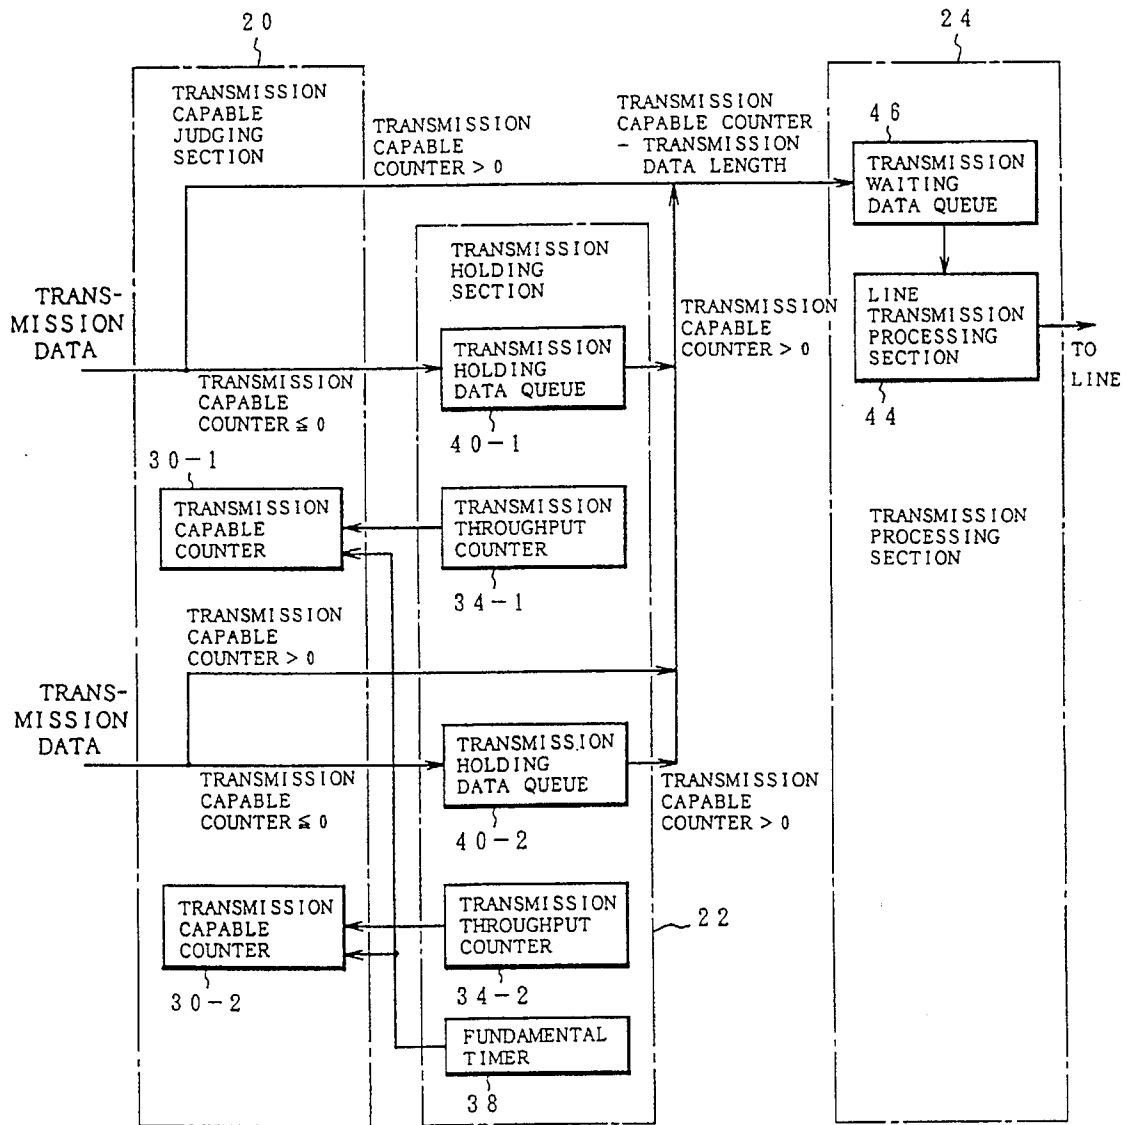 20
24
TRANSMISSION
CAPABLE
JUDGING
SECTION
TRANSMISSION
CAPABLE
COUNTER > 0
TRANSMISSION
CAPABLE COUNTER
- TRANSMISSION
DATA LENGTH
46
TRANSMISSION
WAITING
DATA QUEUE
TRANSMISSION
HOLDING
SECTION
TRANS-
MISSION
DATA
TRANSMISSION
HOLDING
DATA QUEUE
TRANSMISSION
CAPABLE
COUNTER > 0
LINE
TRANSMISSION
PROCESSING
SECTION
TO
LINE
44
TRANSMISSION
CAPABLE
COUNTER ≦ 0
40-1
30-1
TRANSMISSION
CAPABLE
COUNTER
TRANSMISSION
THROUGHPUT
COUNTER
34-1
TRANSMISSION
PROCESSING
SECTION
TRANSMISSION
CAPABLE
COUNTER > 0
TRANS-
MISSION
DATA
TRANSMISSION
HOLDING
DATA QUEUE
TRANSMISSION
CAPABLE
COUNTER ≦ 0
TRANSMISSION
CAPABLE
COUNTER > 0
40-2
TRANSMISSION
CAPABLE
COUNTER
TRANSMISSION
THROUGHPUT
COUNTER
22
30-2
34-2
FUNDAMENTAL
TIMER
38